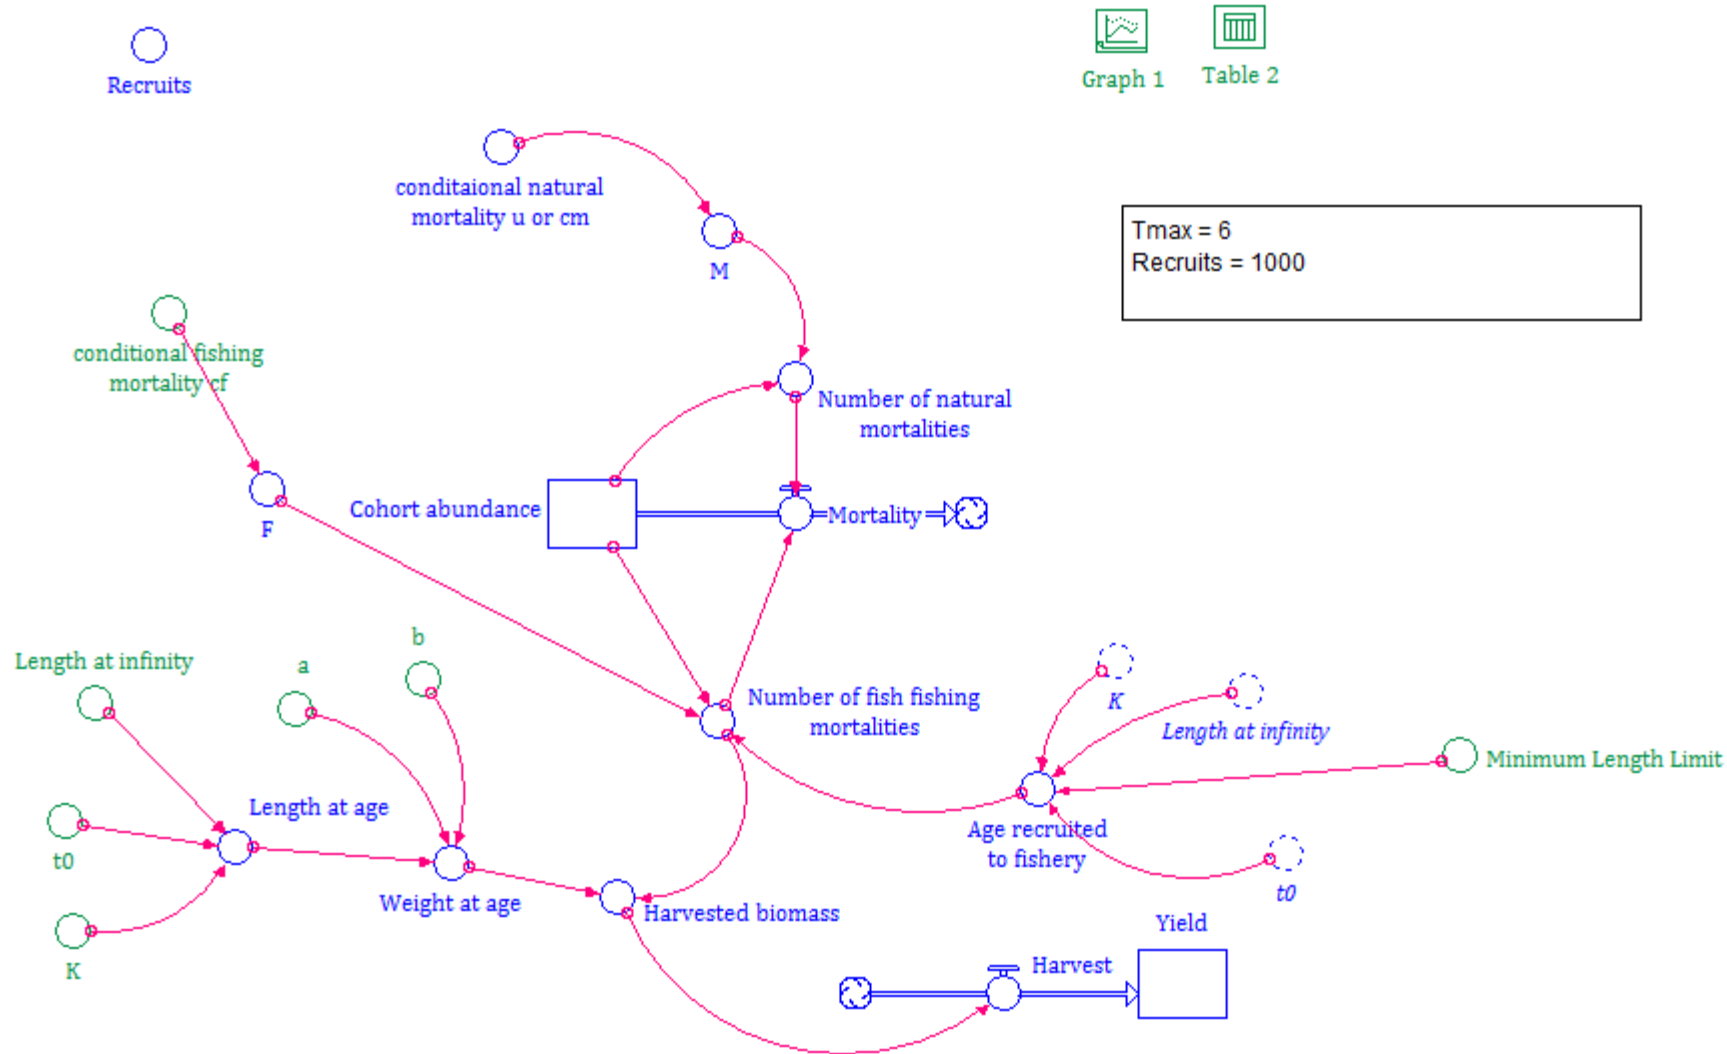 Recruits
Graph 1
Table 2
conditaional natural
mortality u or cm
M
Tmax = 6
Recruits = 1000
conditional fishing
mortality cf
F
Number of natural
mortalities
Cohort abundance
Mortality
Length at infinity
a
b
Number of fish fishing
mortalities
K
Length at infinity
Minimum Length Limit
Length at age
t0
Age recruited
to fishery
t0
Weight at age
Harvested biomass
K
Yield
Harvest